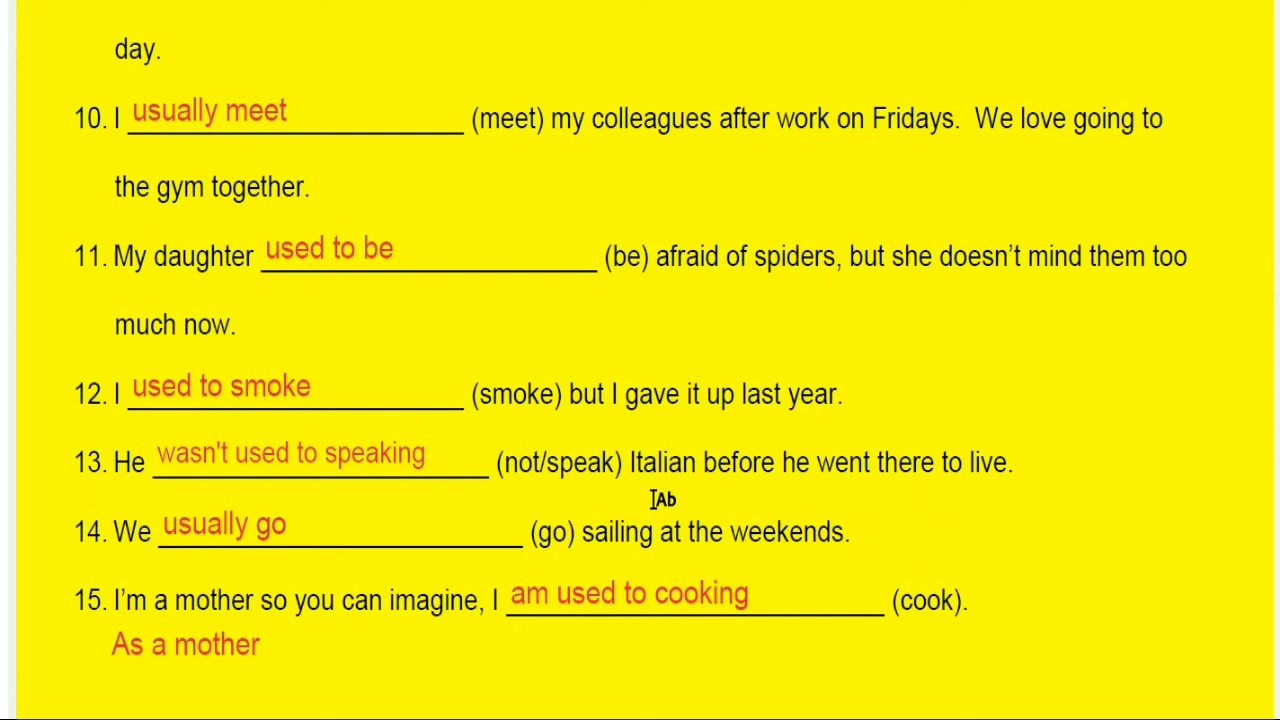 day.
10. I usually meet (meet) my colleagues after work on Fridays.  We love going to
the gym together.
11. My daughter used to be (be) afraid of spiders, but she doesn’t mind them too
much now.
12. I used to smoke (smoke) but I gave it up last year.
13. He wasn't used to speaking (not/speak) Italian before he went there to live.
Ab
14. We usually go (go) sailing at the weekends.
15. I’m a mother so you can imagine, I am used to cooking (cook).
As a mother